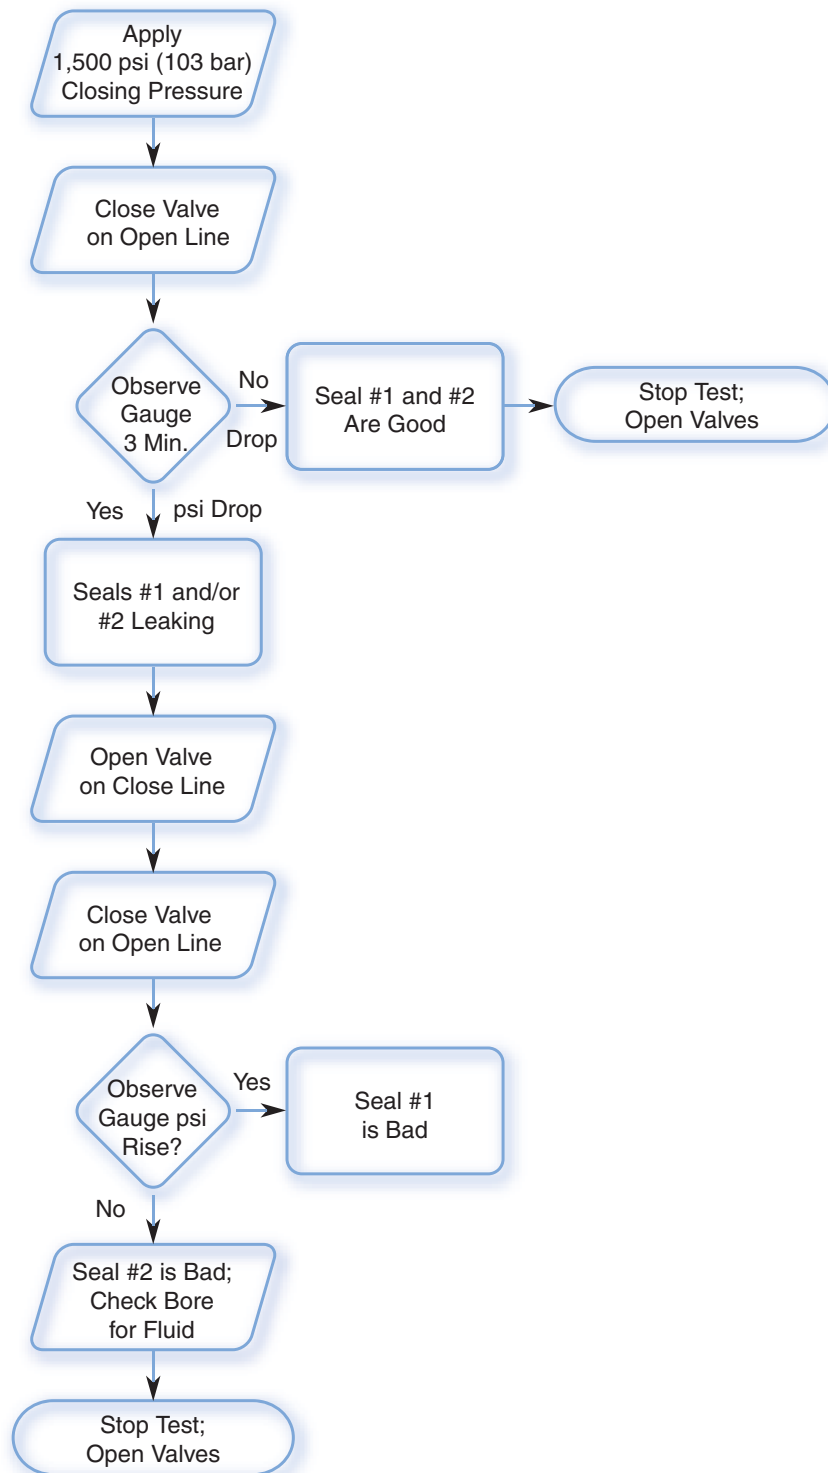 Apply
1,500 psi (103 bar)
Closing Pressure
Close Valve
on Open Line
Observe
Gauge
3 Min.
No
Drop
Seal #1 and #2
Are Good
Stop Test;
Open Valves
Yes
psi Drop
Seals #1 and/or
#2 Leaking
Open Valve
on Close Line
Close Valve
on Open Line
Observe
Gauge psi
Rise?
Yes
Seal #1
is Bad
No
Seal #2 is Bad;
Check Bore
for Fluid
Stop Test;
Open Valves